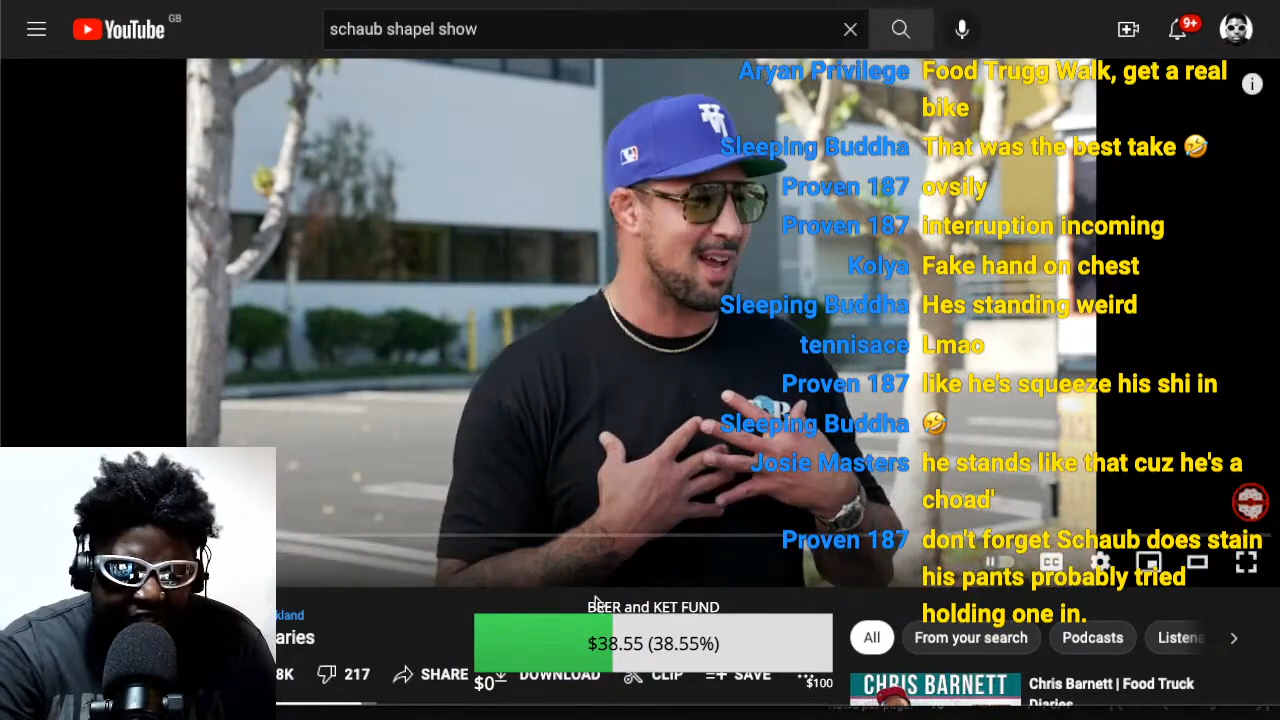 YouTube GB
schaub shapel show
9+
Aryan Privilege Food Trugg Walk, get a real
bike
Sleeping Buddha That was the best take 🤣
Proven 187 ovsily
Proven 187 interruption incoming
Kolya Fake hand on chest
Sleeping Buddha Hes standing weird
tennisace Lmao
Proven 187 like he's squeeze his shi in
Sleeping Buddha 🤣
Josie Masters he stands like that cuz he's a
choad'
Proven 187 don't forget Schaub does stain
his pants probably tried
holding one in.
CC
BEER and KET FUND
$38.55 (38.55%)
$0
$100
kland
aries
8K 217 SHARE DOWNLOAD CLIP SAVE
All From your search Podcasts Listena
CHRIS BARNETT
Chris Barnett | Food Truck
Diaries